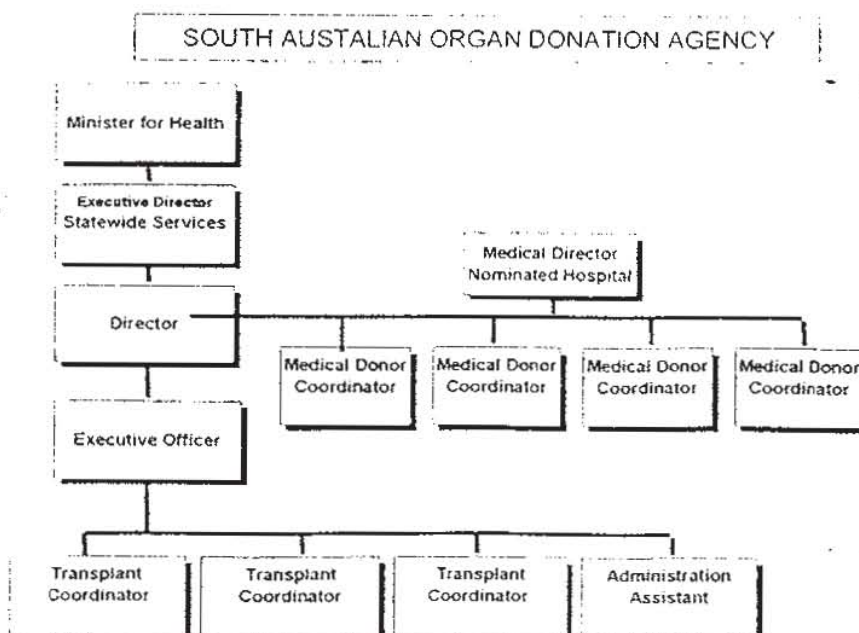 SOUTH AUSTALIAN ORGAN DONATION AGENCY
Minister for Health
Executive Director
Statewide Services
Medical Director
Nominated Hospital
Director
Medical Donor
Coordinator
Medical Donor
Coordinator
Medical Donor
Coordinator
Medical Donor
Coordinator
Executive Officer
Transplant
Coordinator
Transplant
Coordinator
Transplant
Coordinator
Administration
Assistant